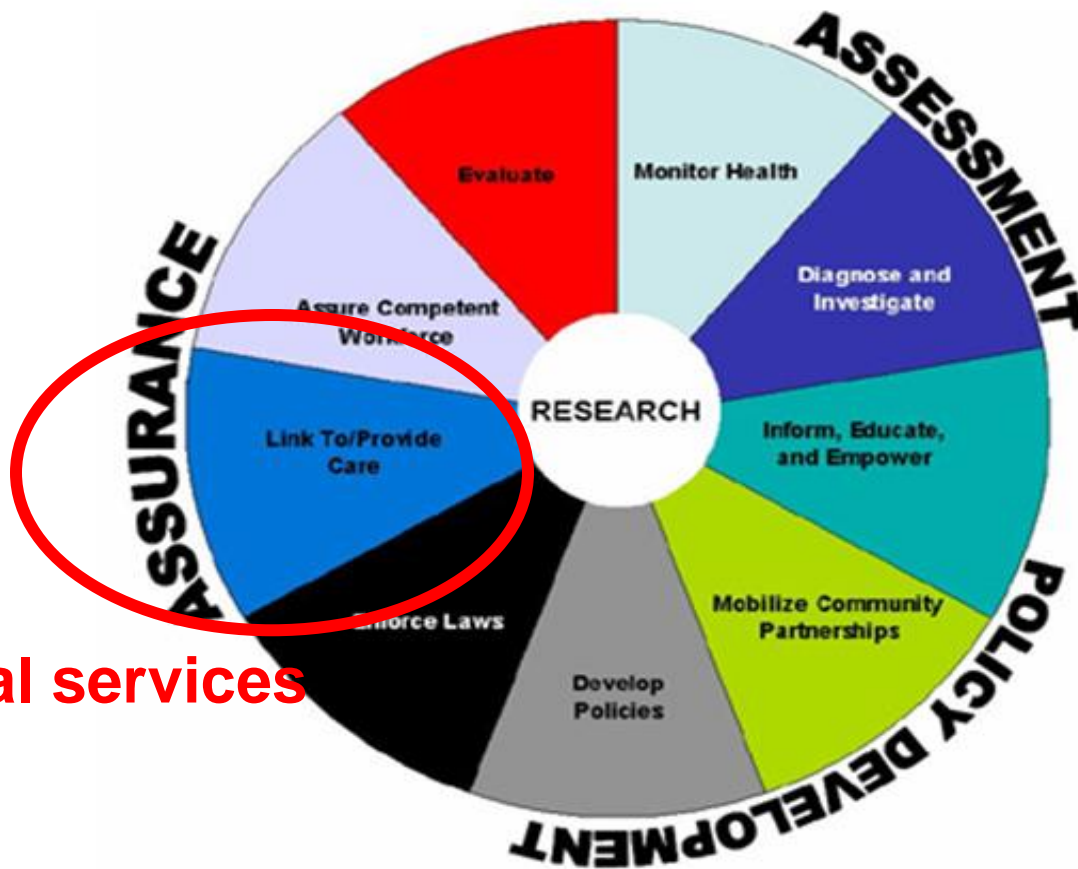 ASSESSMENT
Evaluate
Monitor Health
Diagnose and
Investigate
ASSURANCE
Assure Competent
Workforce
RESEARCH
Link To/Provide
Care
Inform, Educate,
and Empower
Enforce Laws
Mobilize Community
Partnerships
Develop
Policies
POLICY DEVELOPMENT
services